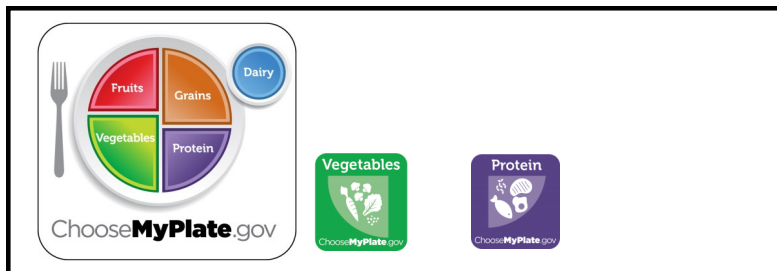 Fruits
Grains
Dairy
Vegetables
Protein
ChooseMyPlate.gov
Vegetables
ChooseMyPlate.gov
Protein
ChooseMyPlate.gov